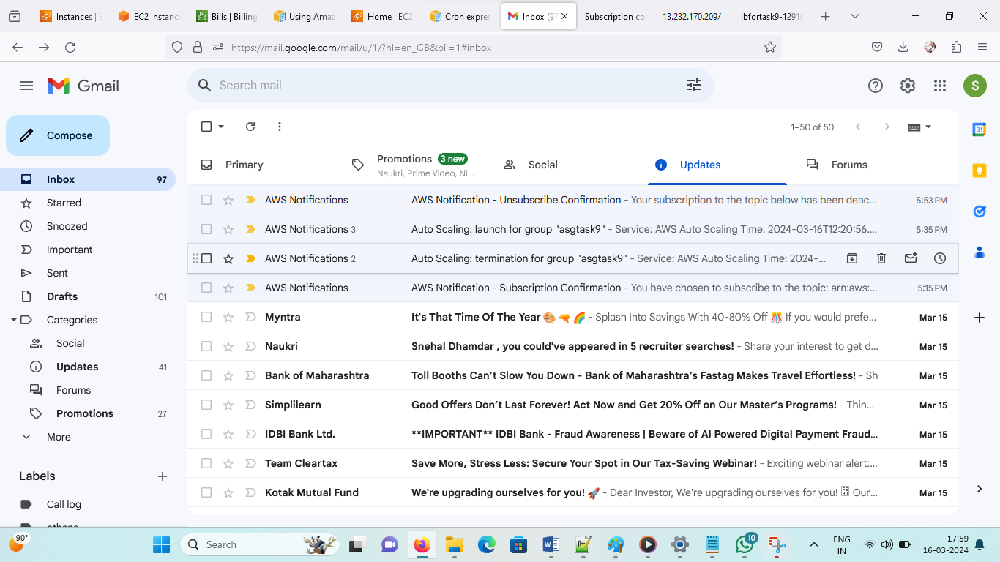 Instances | E
EC2 Instanc
Bills | Billing
Using Amaz
Home | EC2
Cron expres
Inbox (97
Subscription co
13.232.170.209/
lbfortask9-1291
https://mail.google.com/mail/u/1/?hl=en_GB&pli=1#inbox
Gmail
Search mail
S
Compose
1–50 of 50
Inbox 97
Starred
Snoozed
Important
Sent
Drafts 101
Categories
Social
Updates 41
Forums
Promotions 27
More
Labels
Call log
others
Primary
Promotions 3 new
Naukri, Prime Video, Ni...
Social
Updates
Forums
AWS Notifications AWS Notification - Unsubscribe Confirmation - Your subscription to the topic below has been deac... 5:53 PM
AWS Notifications 3 Auto Scaling: launch for group "asgtask9" - Service: AWS Auto Scaling Time: 2024-03-16T12:20:56.... 5:35 PM
AWS Notifications 2 Auto Scaling: termination for group "asgtask9" - Service: AWS Auto Scaling Time: 2024-...
AWS Notifications AWS Notification - Subscription Confirmation - You have chosen to subscribe to the topic: arn:aws:... 5:15 PM
Myntra It's That Time Of The Year 🎨 🔫 🌈 - Splash Into Savings With 40-80% Off 🎊 If you would prefe... Mar 15
Naukri Snehal Dhamdar , you could've appeared in 5 recruiter searches! - Share your interest to get d... Mar 15
Bank of Maharashtra Toll Booths Can’t Slow You Down - Bank of Maharashtra’s Fastag Makes Travel Effortless! - Sh Mar 15
Simplilearn Good Offers Don’t Last Forever! Act Now and Get 20% Off on Our Master’s Programs! - Thin... Mar 15
IDBI Bank Ltd. **IMPORTANT** IDBI Bank - Fraud Awareness | Beware of AI Powered Digital Payment Fraud... Mar 15
Team Cleartax Save More, Stress Less: Secure Your Spot in Our Tax-Saving Webinar! - Exciting webinar alert:... Mar 15
Kotak Mutual Fund We're upgrading ourselves for you! 🚀 - Dear Investor, We're upgrading ourselves for you! Our... Mar 15
31
90°
Search
10
ENG
IN
17:59
16-03-2024